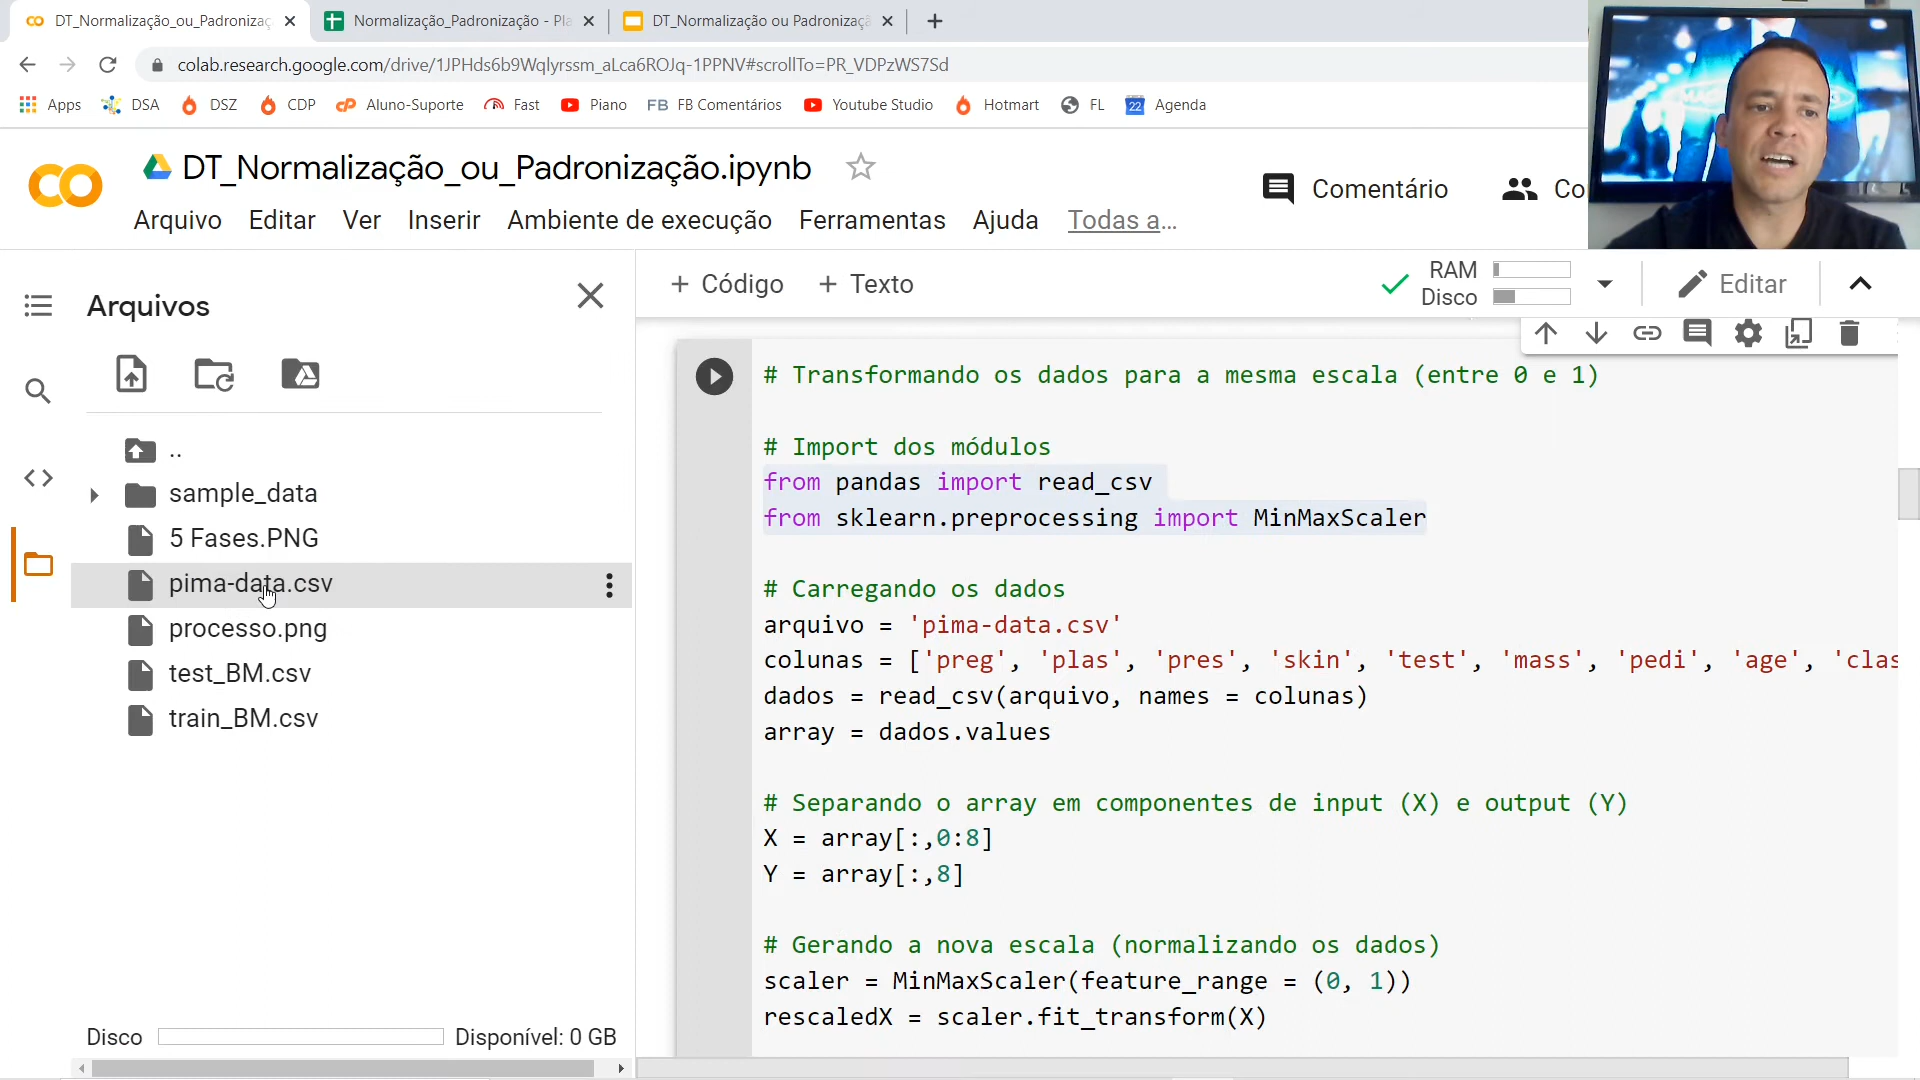 DT_Normalização_ou_Padronizaç
Normalização_Padronização - Pla
DT_Normalização ou Padronizaçã
colab.research.google.com/drive/1JPHds6b9Wqlyrssm_aLca6ROJq-1PPNV#scrollTo=PR_VDPzWS7Sd
Apps
DSA
DSZ
CDP
Aluno-Suporte
Fast
Piano
FB FB Comentários
Youtube Studio
Hotmart
FL
22 Agenda
DT_Normalização_ou_Padronização.ipynb
Comentário
Co
Arquivo Editar Ver Inserir Ambiente de execução Ferramentas Ajuda Todas a…
+ Código + Texto
RAM
Disco
Editar
Arquivos
..
sample_data
5 Fases.PNG
pima-data.csv
processo.png
test_BM.csv
train_BM.csv
Disco Disponível: 0 GB
# Transformando os dados para a mesma escala (entre 0 e 1)
# Import dos módulos
from pandas import read_csv
from sklearn.preprocessing import MinMaxScaler
# Carregando os dados
arquivo = 'pima-data.csv'
colunas = ['preg', 'plas', 'pres', 'skin', 'test', 'mass', 'pedi', 'age', 'clas
dados = read_csv(arquivo, names = colunas)
array = dados.values
# Separando o array em componentes de input (X) e output (Y)
X = array[:,0:8]
Y = array[:,8]
# Gerando a nova escala (normalizando os dados)
scaler = MinMaxScaler(feature_range = (0, 1))
rescaledX = scaler.fit_transform(X)